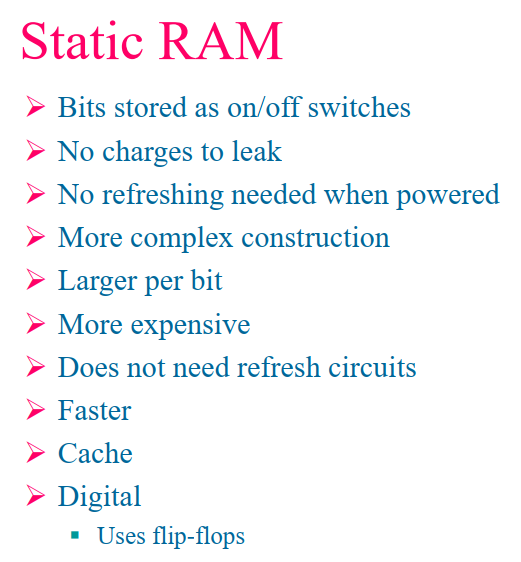 Static RAM
Bits stored as on/off switches
No charges to leak
No refreshing needed when powered
More complex construction
Larger per bit
More expensive
Does not need refresh circuits
Faster
Cache
Digital
Uses flip-flops